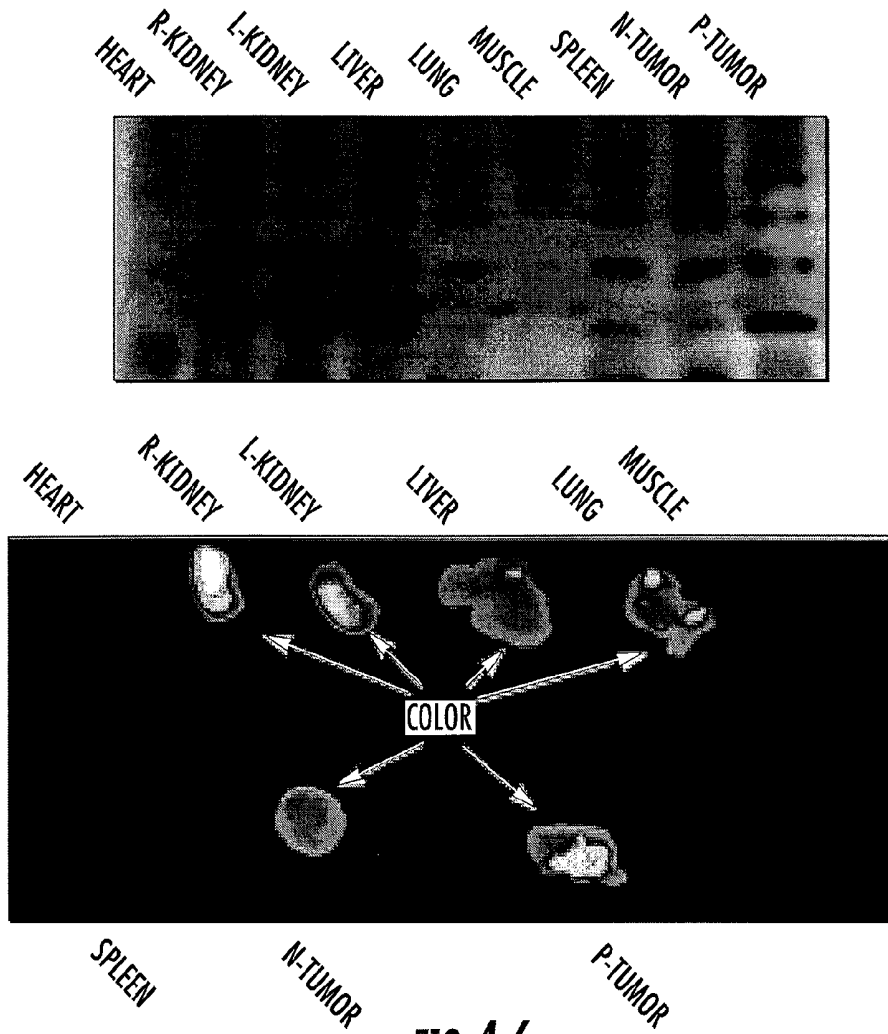 HEART R-KIDNEY L-KIDNEY LIVER LUNG MUSCLE SPLEEN N-TUMOR P-TUMOR
HEART R-KIDNEY L-KIDNEY LIVER LUNG MUSCLE
COLOR
SPLEEN N-TUMOR P-TUMOR